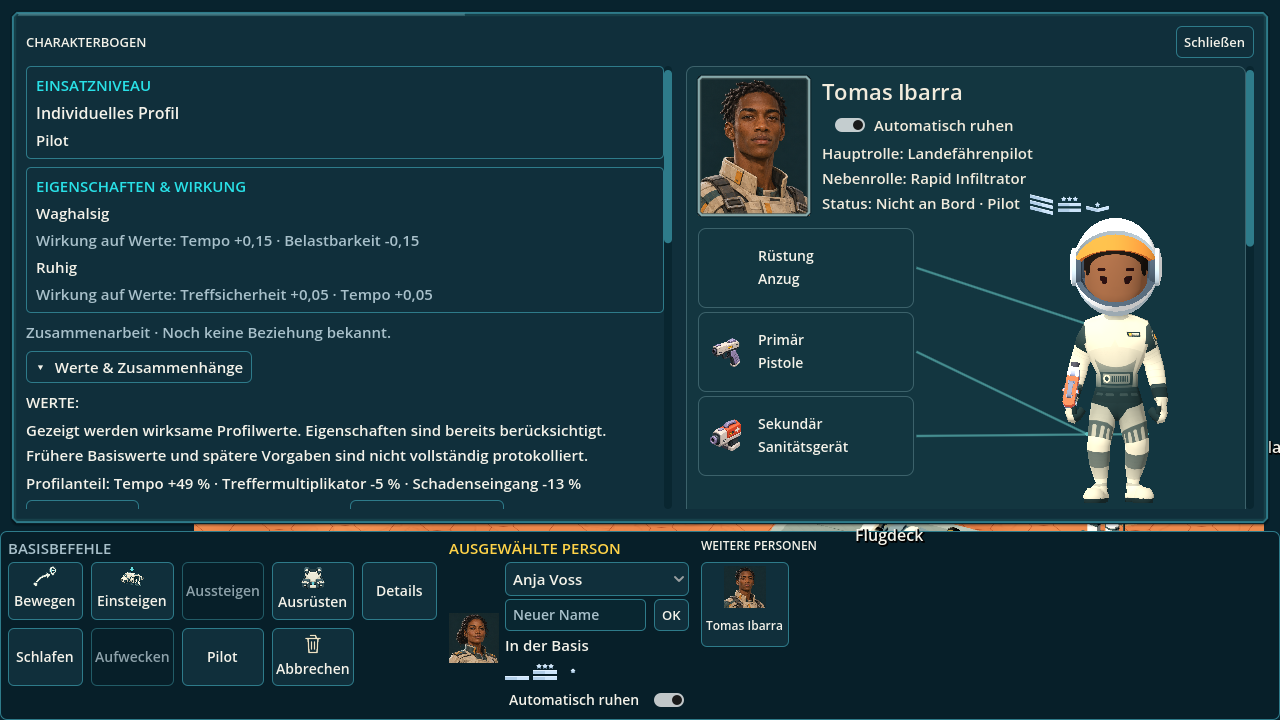 CHARAKTERBOGEN
Schließen
EINSATZNIVEAU
Individuelles Profil
Pilot
EIGENSCHAFTEN & WIRKUNG
Waghalsig
Wirkung auf Werte: Tempo +0,15 · Belastbarkeit -0,15
Ruhig
Wirkung auf Werte: Treffsicherheit +0,05 · Tempo +0,05
Zusammenarbeit · Noch keine Beziehung bekannt.
Werte & Zusammenhänge
WERTE:
Gezeigt werden wirksame Profilwerte. Eigenschaften sind bereits berücksichtigt.
Frühere Basiswerte und spätere Vorgaben sind nicht vollständig protokolliert.
Profilanteil: Tempo +49 % · Treffermultiplikator -5 % · Schadenseingang -13 %
Tomas Ibarra
Automatisch ruhen
Hauptrolle: Landefährenpilot
Nebenrolle: Rapid Infiltrator
Status: Nicht an Bord · Pilot
Rüstung
Anzug
Primär
Pistole
Sekundär
Sanitätsgerät
la
Flugdeck
BASISBEFEHLE
Bewegen
Einsteigen
Aussteigen
Ausrüsten
Details
Schlafen
Aufwecken
Pilot
Abbrechen
AUSGEWÄHLTE PERSON
Anja Voss
Neuer Name
OK
In der Basis
Automatisch ruhen
WEITERE PERSONEN
Tomas Ibarra